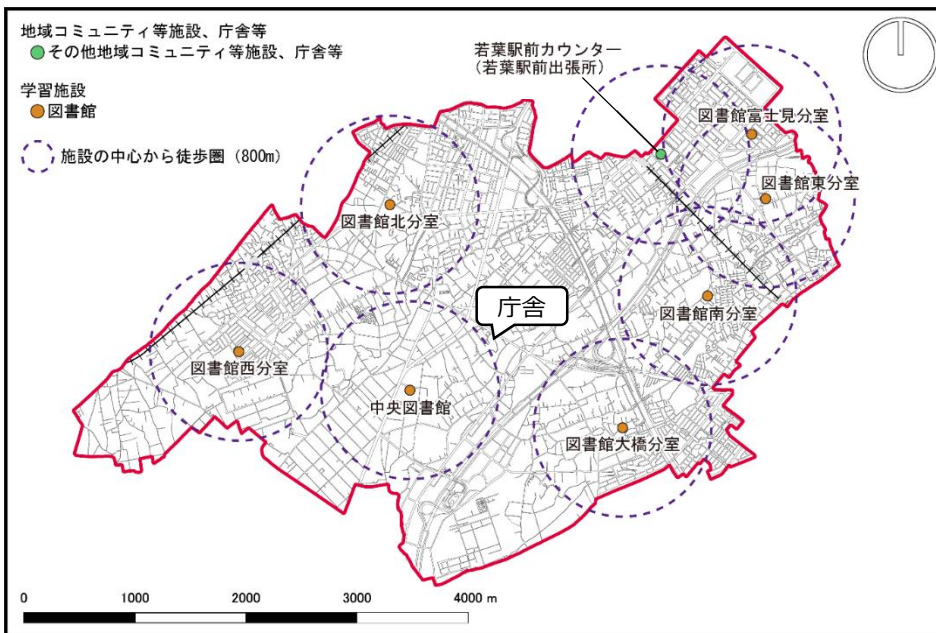 地域コミュニティ等施設、庁舎等
その他地域コミュニティ等施設、庁舎等
学習施設
図書館
施設の中心から徒歩圏（800m）
若葉駅前カウンター
（若葉駅前出張所）
図書館富士見分室
図書館東分室
図書館北分室
図書館南分室
庁舎
図書館西分室
中央図書館
図書館大橋分室
0 1000 2000 3000 4000 m